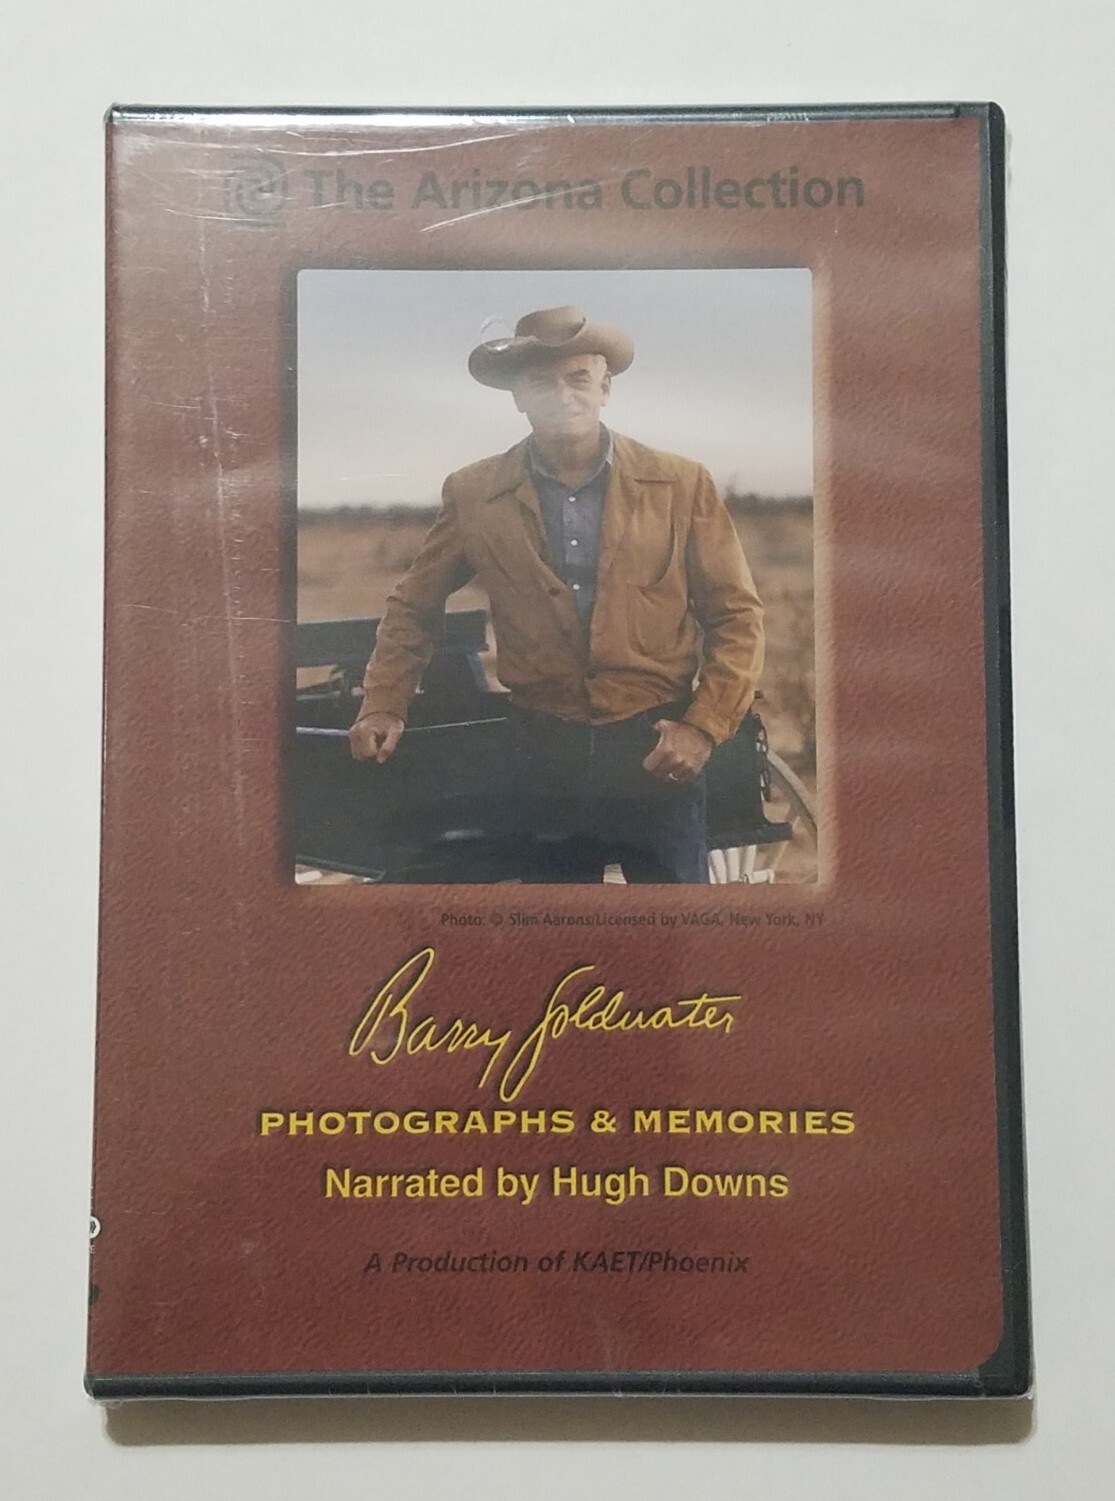 The Arizona Collection
Photo: © Slim Aarons/Licensed by VAGA, New York, NY
Barry Goldwater
PHOTOGRAPHS & MEMORIES
Narrated by Hugh Downs
A Production of KAET/Phoenix